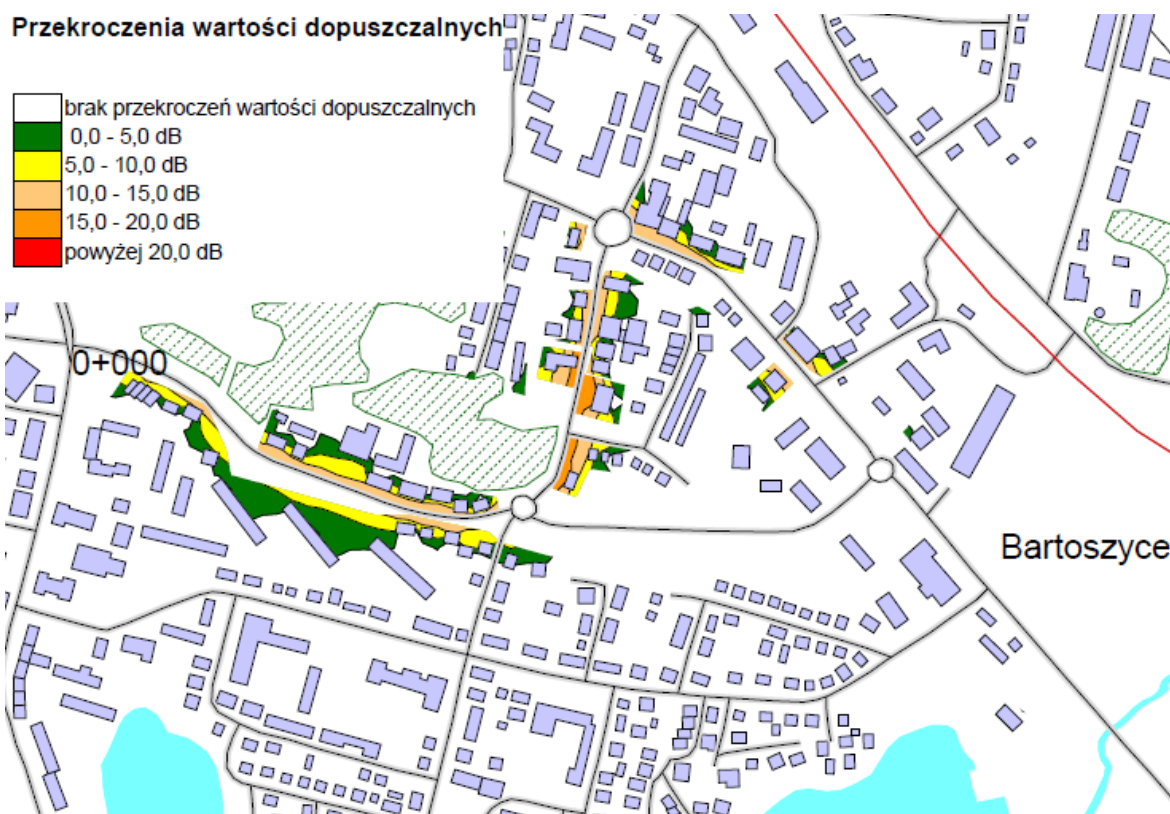 Przekroczenia wartości dopuszczalnych
brak przekroczeń wartości dopuszczalnych
0,0 - 5,0 dB
5,0 - 10,0 dB
10,0 - 15,0 dB
15,0 - 20,0 dB
powyżej 20,0 dB
0+000
Bartoszyce